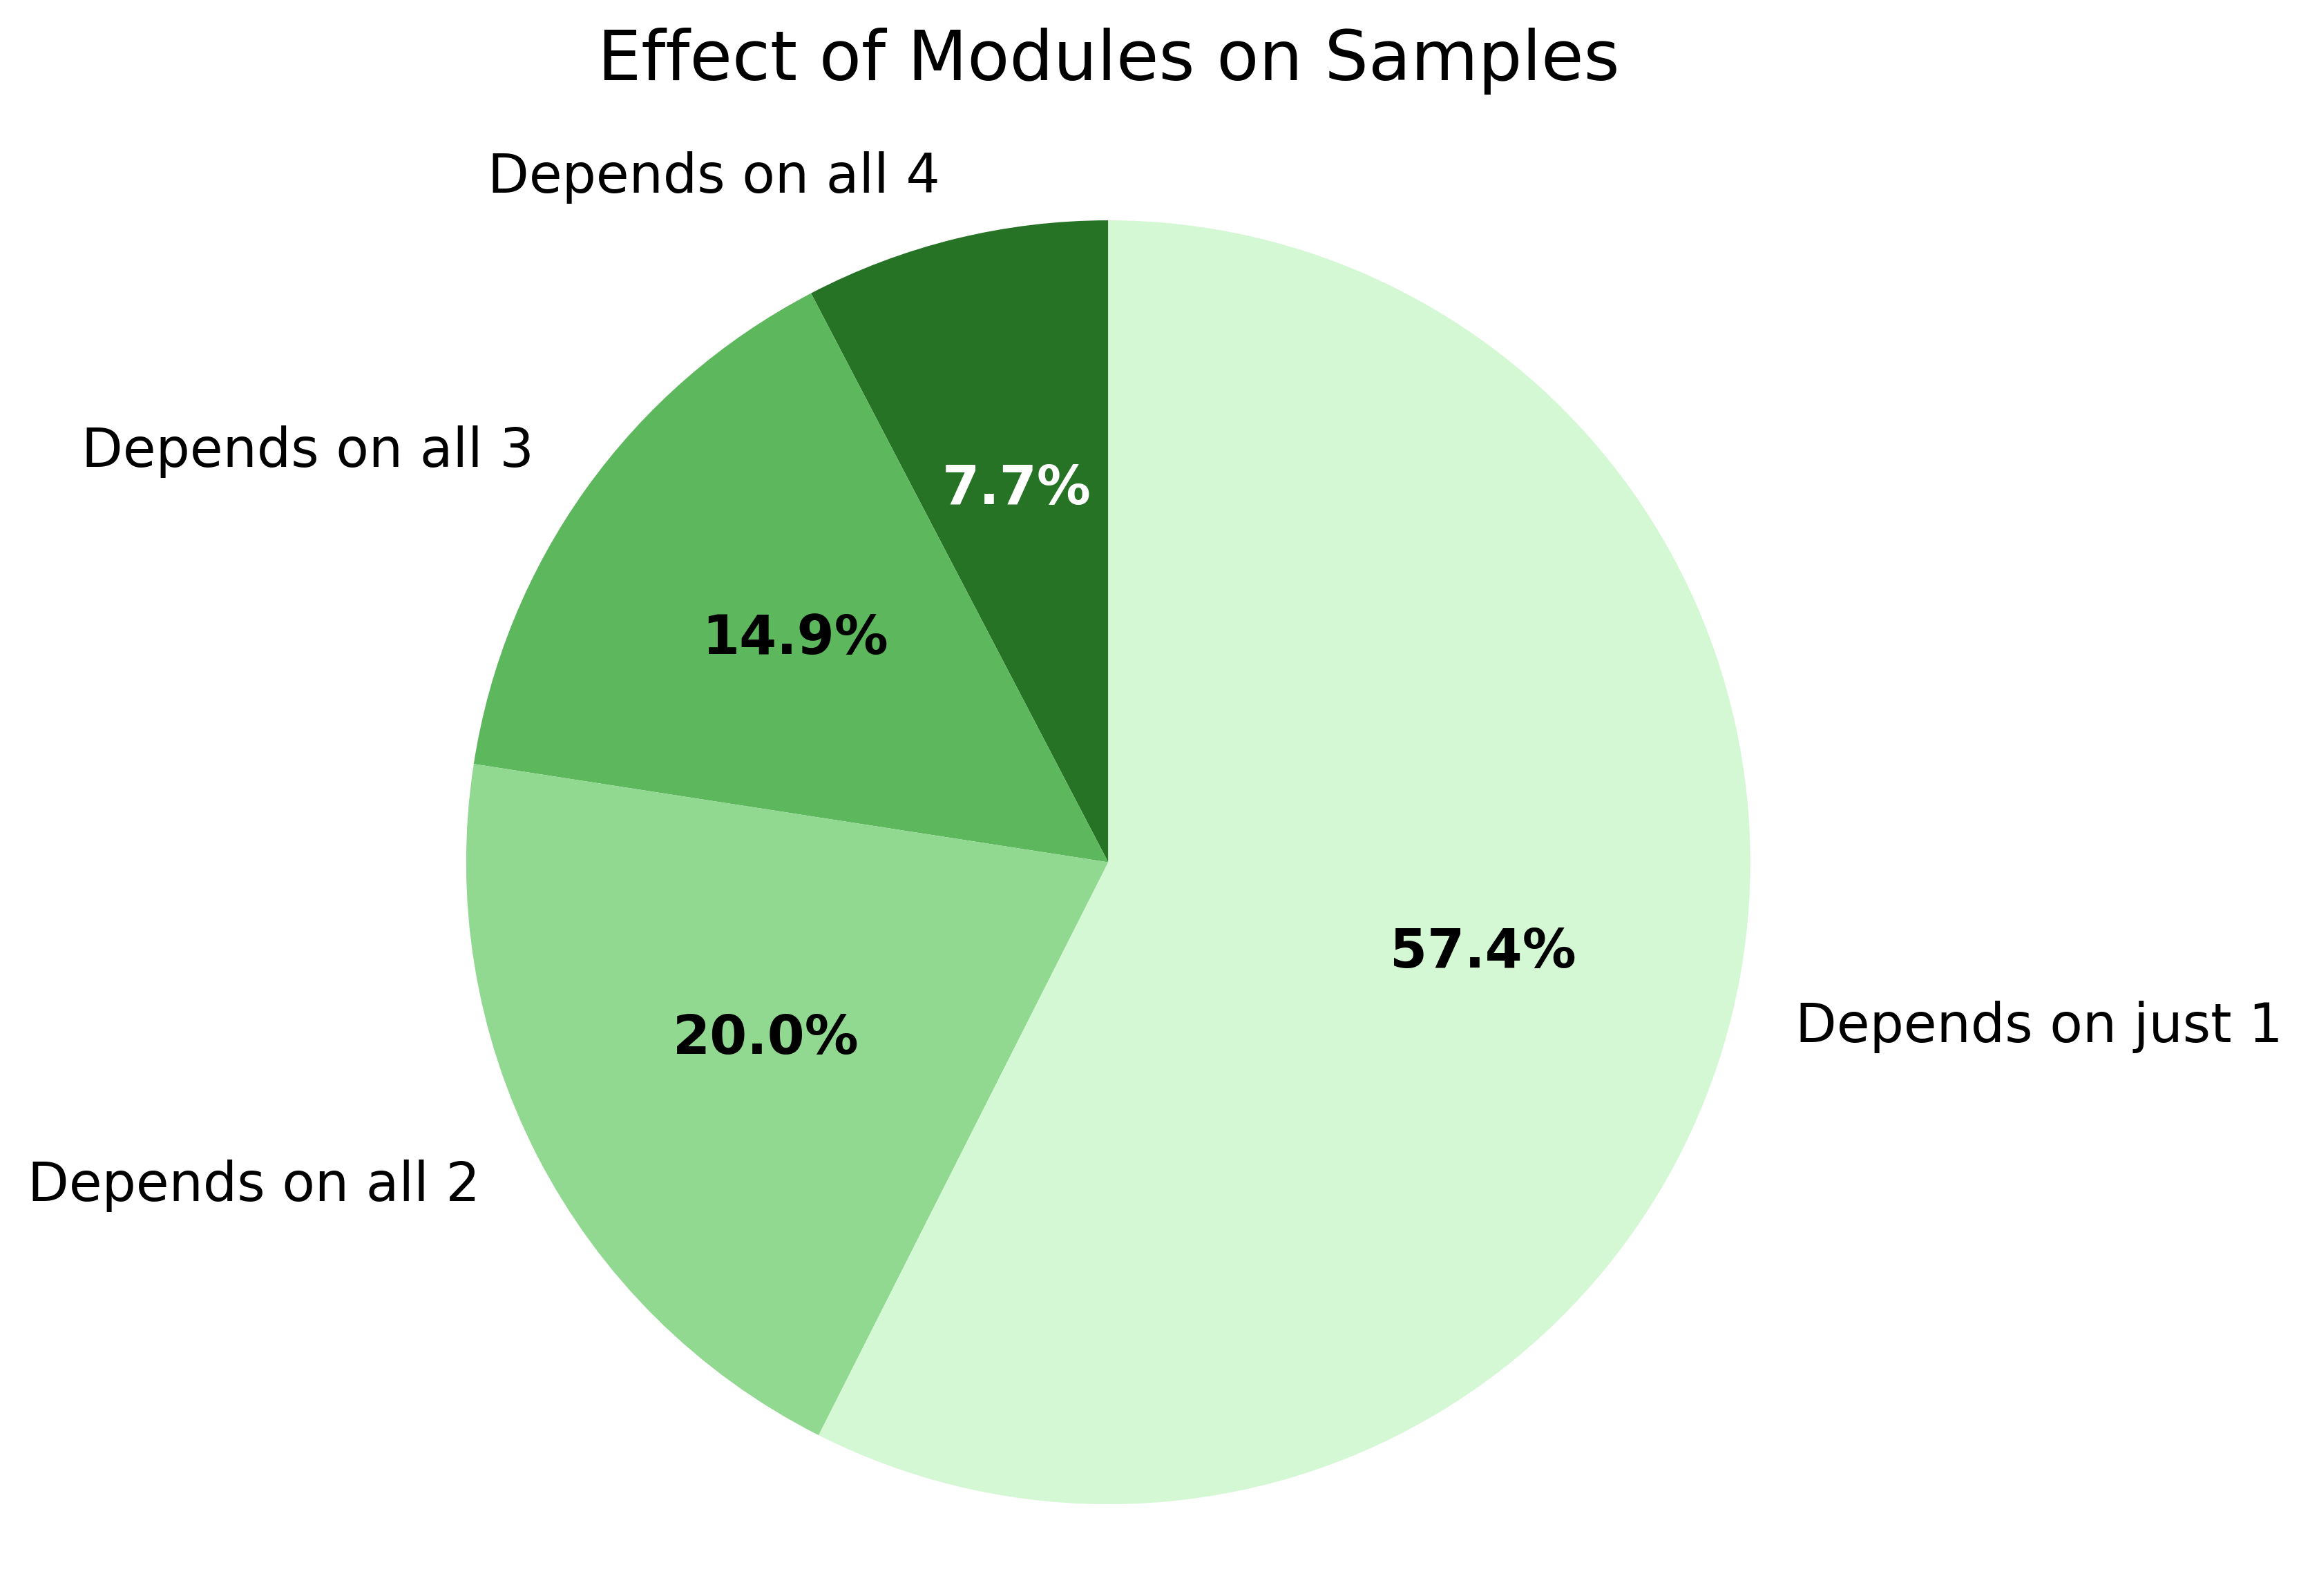 Effect of Modules on Samples
Depends on all 4
Depends on all 3
7.7%
14.9%
57.4%
Depends on just 1
20.0%
Depends on all 2